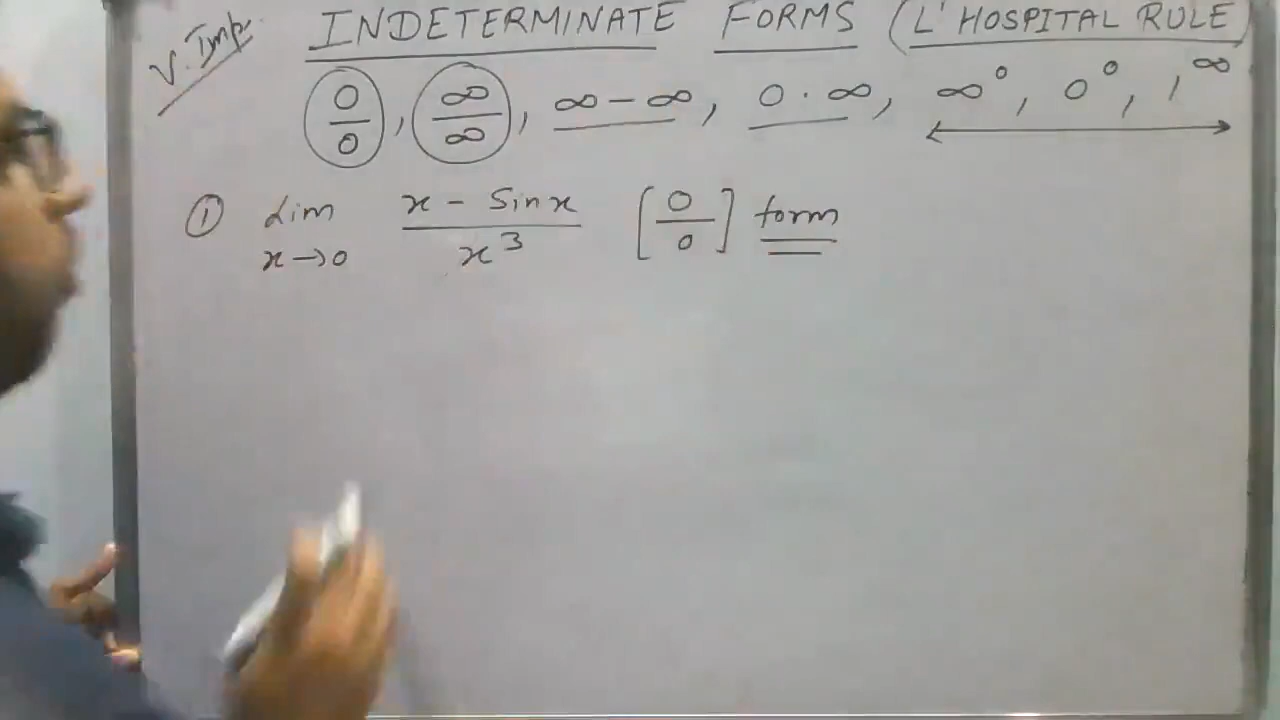 V. Imp. INDETERMINATE FORMS (L'HOSPITAL RULE)
0/0, ∞/∞, ∞ - ∞, 0 · ∞, ∞⁰, 0⁰, 1^∞
① Lim x→0 x - Sin x / x³ [0/0] form